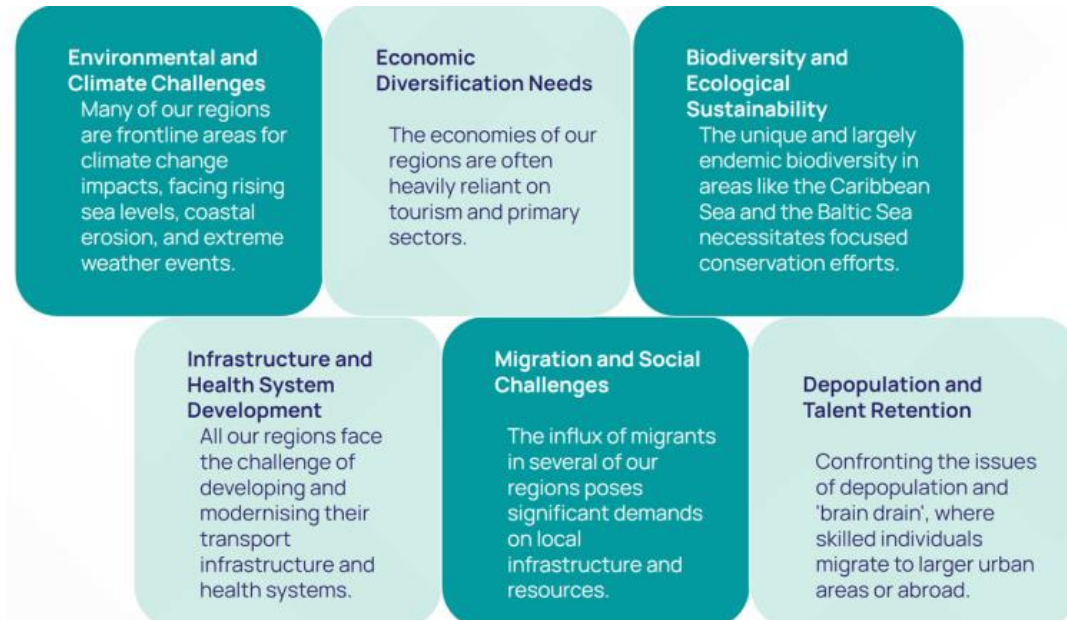 Environmental and
Climate Challenges
Many of our regions
are frontline areas for
climate change
impacts, facing rising
sea levels, coastal
erosion, and extreme
weather events.
Economic
Diversification Needs
The economies of our
regions are often
heavily reliant on
tourism and primary
sectors.
Biodiversity and
Ecological
Sustainability
The unique and largely
endemic biodiversity in
areas like the Caribbean
Sea and the Baltic Sea
necessitates focused
conservation efforts.
Infrastructure and
Health System
Development
All our regions face
the challenge of
developing and
modernising their
transport
infrastructure and
health systems.
Migration and Social
Challenges
The influx of migrants
in several of our
regions poses
significant demands
on local
infrastructure and
resources.
Depopulation and
Talent Retention
Confronting the issues
of depopulation and
'brain drain', where
skilled individuals
migrate to larger urban
areas or abroad.